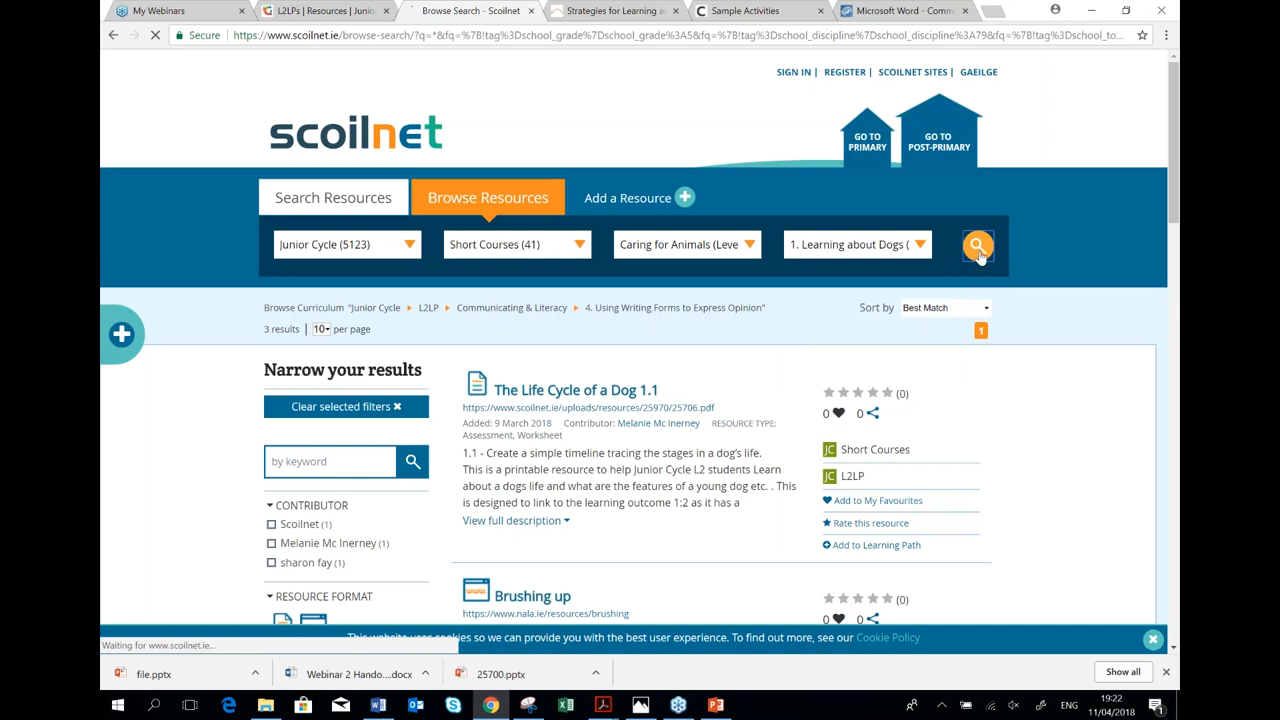 My Webinars
L2LPs | Resources | Junio
Browse Search - Scoilnet
Strategies for Learning a
Sample Activities
Microsoft Word - Comm
Secure
https://www.scoilnet.ie/browse-search/?q=*&fq=%7B!tag%3Dschool_grade%7Dschool_grade%3A5&fq=%7B!tag%3Dschool_discipline%7Dschool_discipline%3A79&fq=%7B!tag%3Dschool_to...
SIGN IN | REGISTER | SCOILNET SITES | GAEILGE
scoilnet
GO TO
PRIMARY
GO TO
POST-PRIMARY
Search Resources
Browse Resources
Add a Resource
Junior Cycle (5123)
Short Courses (41)
Caring for Animals (Leve
1. Learning about Dogs (
Browse Curriculum "Junior Cycle
L2LP
Communicating & Literacy
4. Using Writing Forms to Express Opinion"
Sort by
Best Match
3 results | 10 per page
1
Narrow your results
Clear selected filters ✖
by keyword
CONTRIBUTOR
Scoilnet (1)
Melanie Mc Inerney (1)
sharon fay (1)
RESOURCE FORMAT
The Life Cycle of a Dog 1.1
https://www.scoilnet.ie/uploads/resources/25970/25706.pdf
Added: 9 March 2018 Contributor: Melanie Mc Inerney RESOURCE TYPE:
Assessment, Worksheet
1.1 - Create a simple timeline tracing the stages in a dog's life.
This is a printable resource to help Junior Cycle L2 students Learn
about a dogs life and what are the features of a young dog etc. . This
is designed to link to the learning outcome 1:2 as it has a
View full description
(0)
0 0
JC Short Courses
JC L2LP
Add to My Favourites
Rate this resource
Add to Learning Path
www
Brushing up
https://www.nala.ie/resources/brushing
(0)
0 0
This website uses cookies so we can provide you with the best user experience. To find out more, see our Cookie Policy
Waiting for www.scoilnet.ie...
file.pptx
Webinar 2 Hando....docx
25700.pptx
Show all
ENG
19:22
11/04/2018